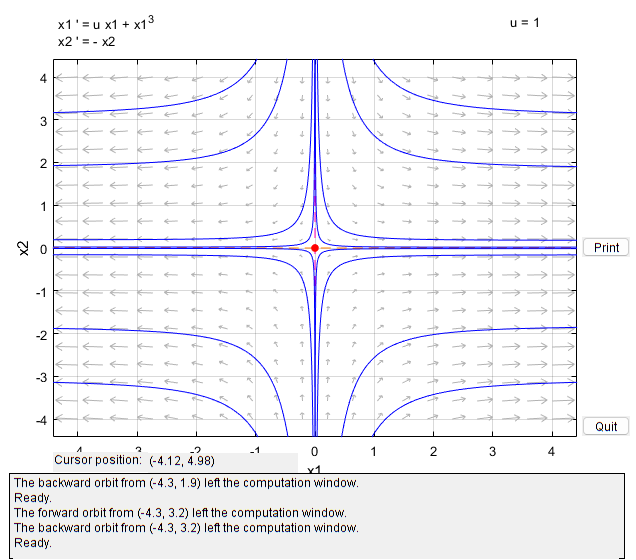 x1 ' = u x1 + x1³
u = 1
x2 ' = - x2
4
3
2
1
0
-1
-2
-3
-4
x2
-4 -3 -2 -1 0 1 2 3 4
x1
Print
Quit
Cursor position: (-4.12, 4.98)
The backward orbit from (-4.3, 1.9) left the computation window.
Ready.
The forward orbit from (-4.3, 3.2) left the computation window.
The backward orbit from (-4.3, 3.2) left the computation window.
Ready.